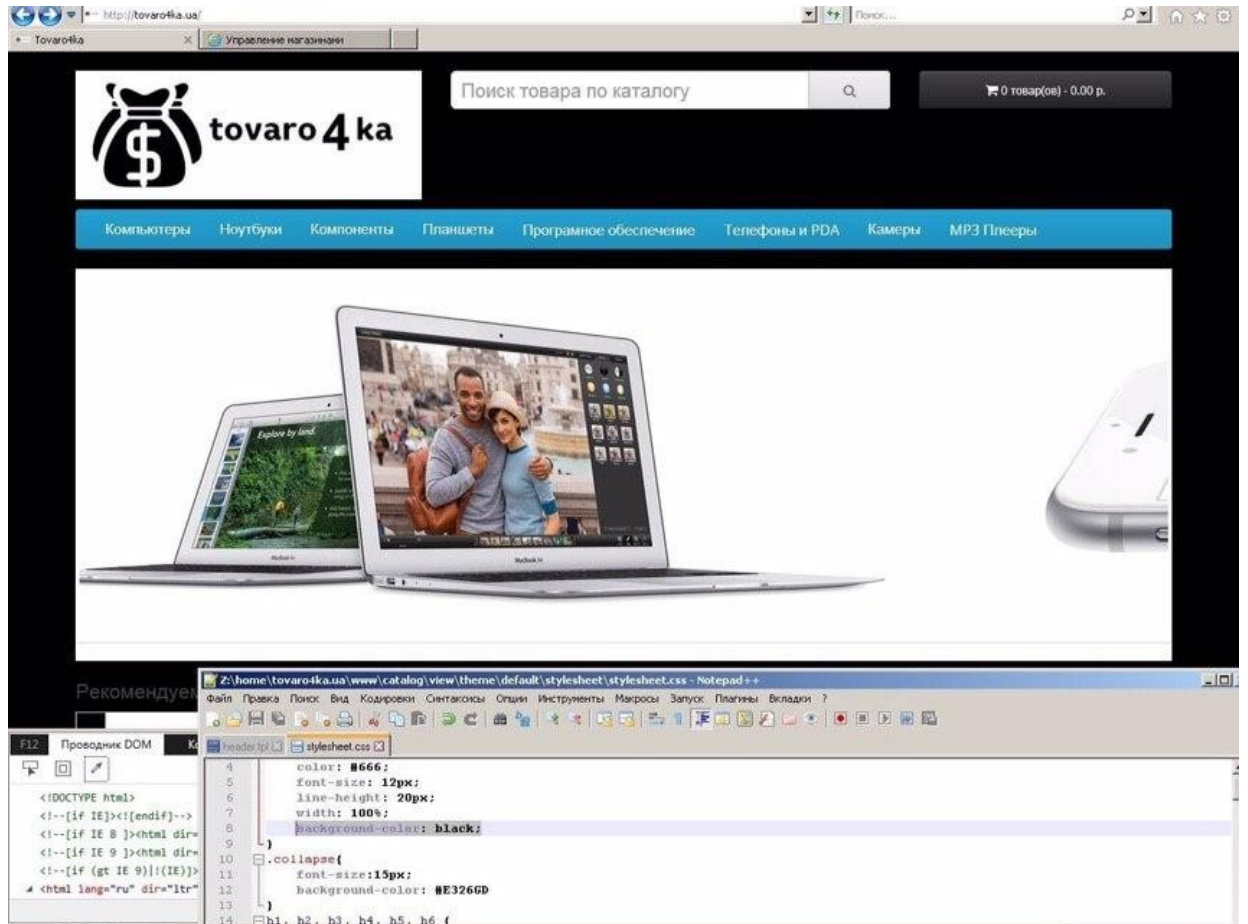 http://tovaro4ka.ua/
Поиск...
Tovaro4ka
Управление магазинами
tovaro4ka
Поиск товара по каталогу
0 товар(ов) - 0.00 р.
Компьютеры Ноутбуки Компоненты Планшеты Програмное обеспечение Телефоны и PDA Камеры MP3 Плееры
Explore by land.
MacBook Air
MacBook Air
Рекомендуем
Z:\home\tovaro4ka.ua\www\catalog\view\theme\default\stylesheet\stylesheet.css - Notepad++
Файл Правка Поиск Вид Кодировки Синтаксисы Опции Инструменты Макросы Запуск Плагины Вкладки ?
F12 Проводник DOM Ко
header.tpl stylesheet.css
4 color: #666;
5 font-size: 12px;
6 line-height: 20px;
7 width: 100%;
8 background-color: black;
9 }
10 .collapse{
11 font-size:15px;
12 background-color: #E326GD
13 }
14 h1, h2, h3, h4, h5, h6 {
<!DOCTYPE html>
<!--[if IE]><![endif]-->
<!--[if IE 8 ]><html dir=
<!--[if IE 9 ]><html dir=
<!--[if (gt IE 9)|!(IE)]>
<html lang="ru" dir="ltr"